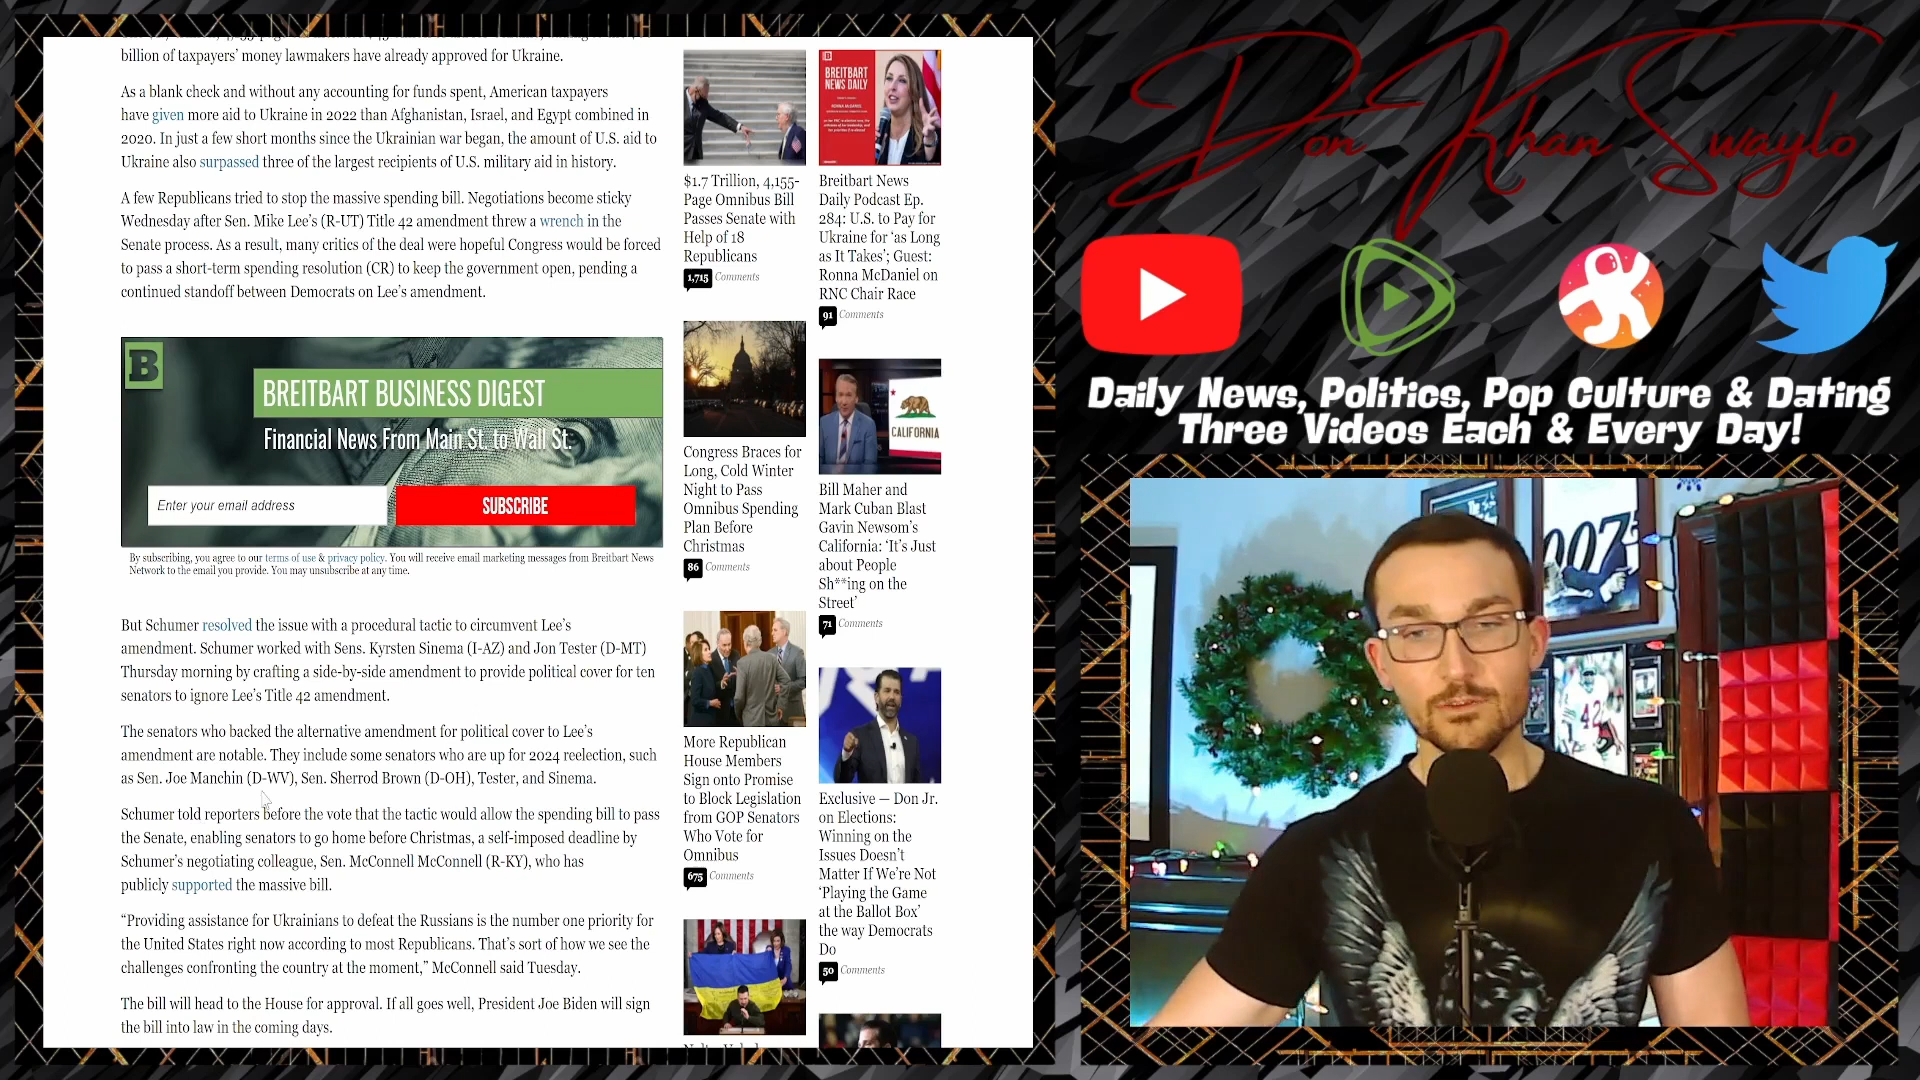 billion of taxpayers’ money lawmakers have already approved for Ukraine.
As a blank check and without any accounting for funds spent, American taxpayers
have given more aid to Ukraine in 2022 than Afghanistan, Israel, and Egypt combined in
2020. In just a few short months since the Ukrainian war began, the amount of U.S. aid to
Ukraine also surpassed three of the largest recipients of U.S. military aid in history.
A few Republicans tried to stop the massive spending bill. Negotiations become sticky
Wednesday after Sen. Mike Lee’s (R-UT) Title 42 amendment threw a wrench in the
Senate process. As a result, many critics of the deal were hopeful Congress would be forced
to pass a short-term spending resolution (CR) to keep the government open, pending a
continued standoff between Democrats on Lee’s amendment.
B
BREITBART BUSINESS DIGEST
Financial News From Main St. to Wall St.
Enter your email address
SUBSCRIBE
By subscribing, you agree to our terms of use & privacy policy. You will receive email marketing messages from Breitbart News
Network to the email you provide. You may unsubscribe at any time.
But Schumer resolved the issue with a procedural tactic to circumvent Lee’s
amendment. Schumer worked with Sens. Kyrsten Sinema (I-AZ) and Jon Tester (D-MT)
Thursday morning by crafting a side-by-side amendment to provide political cover for ten
senators to ignore Lee’s Title 42 amendment.
The senators who backed the alternative amendment for political cover to Lee’s
amendment are notable. They include some senators who are up for 2024 reelection, such
as Sen. Joe Manchin (D-WV), Sen. Sherrod Brown (D-OH), Tester, and Sinema.
Schumer told reporters before the vote that the tactic would allow the spending bill to pass
the Senate, enabling senators to go home before Christmas, a self-imposed deadline by
Schumer’s negotiating colleague, Sen. McConnell McConnell (R-KY), who has
publicly supported the massive bill.
“Providing assistance for Ukrainians to defeat the Russians is the number one priority for
the United States right now according to most Republicans. That’s sort of how we see the
challenges confronting the country at the moment,” McConnell said Tuesday.
The bill will head to the House for approval. If all goes well, President Joe Biden will sign
the bill into law in the coming days.
$1.7 Trillion, 4,155-
Page Omnibus Bill
Passes Senate with
Help of 18
Republicans
1,715 Comments
Congress Braces for
Long, Cold Winter
Night to Pass
Omnibus Spending
Plan Before
Christmas
86 Comments
More Republican
House Members
Sign onto Promise
to Block Legislation
from GOP Senators
Who Vote for
Omnibus
675 Comments
BREITBART
NEWS DAILY
Breitbart News
Daily Podcast Ep.
284: U.S. to Pay for
Ukraine for ‘as Long
as It Takes’; Guest:
Ronna McDaniel on
RNC Chair Race
91 Comments
CALIFORNIA
Bill Maher and
Mark Cuban Blast
Gavin Newsom’s
California: ‘It’s Just
about People
Sh**ing on the
Street’
71 Comments
Exclusive — Don Jr.
on Elections:
Winning on the
Issues Doesn’t
Matter If We’re Not
‘Playing the Game
at the Ballot Box’
the way Democrats
Do
50 Comments
Don Khan Swaylo
Daily News, Politics, Pop Culture & Dating
Three Videos Each & Every Day!
007
42